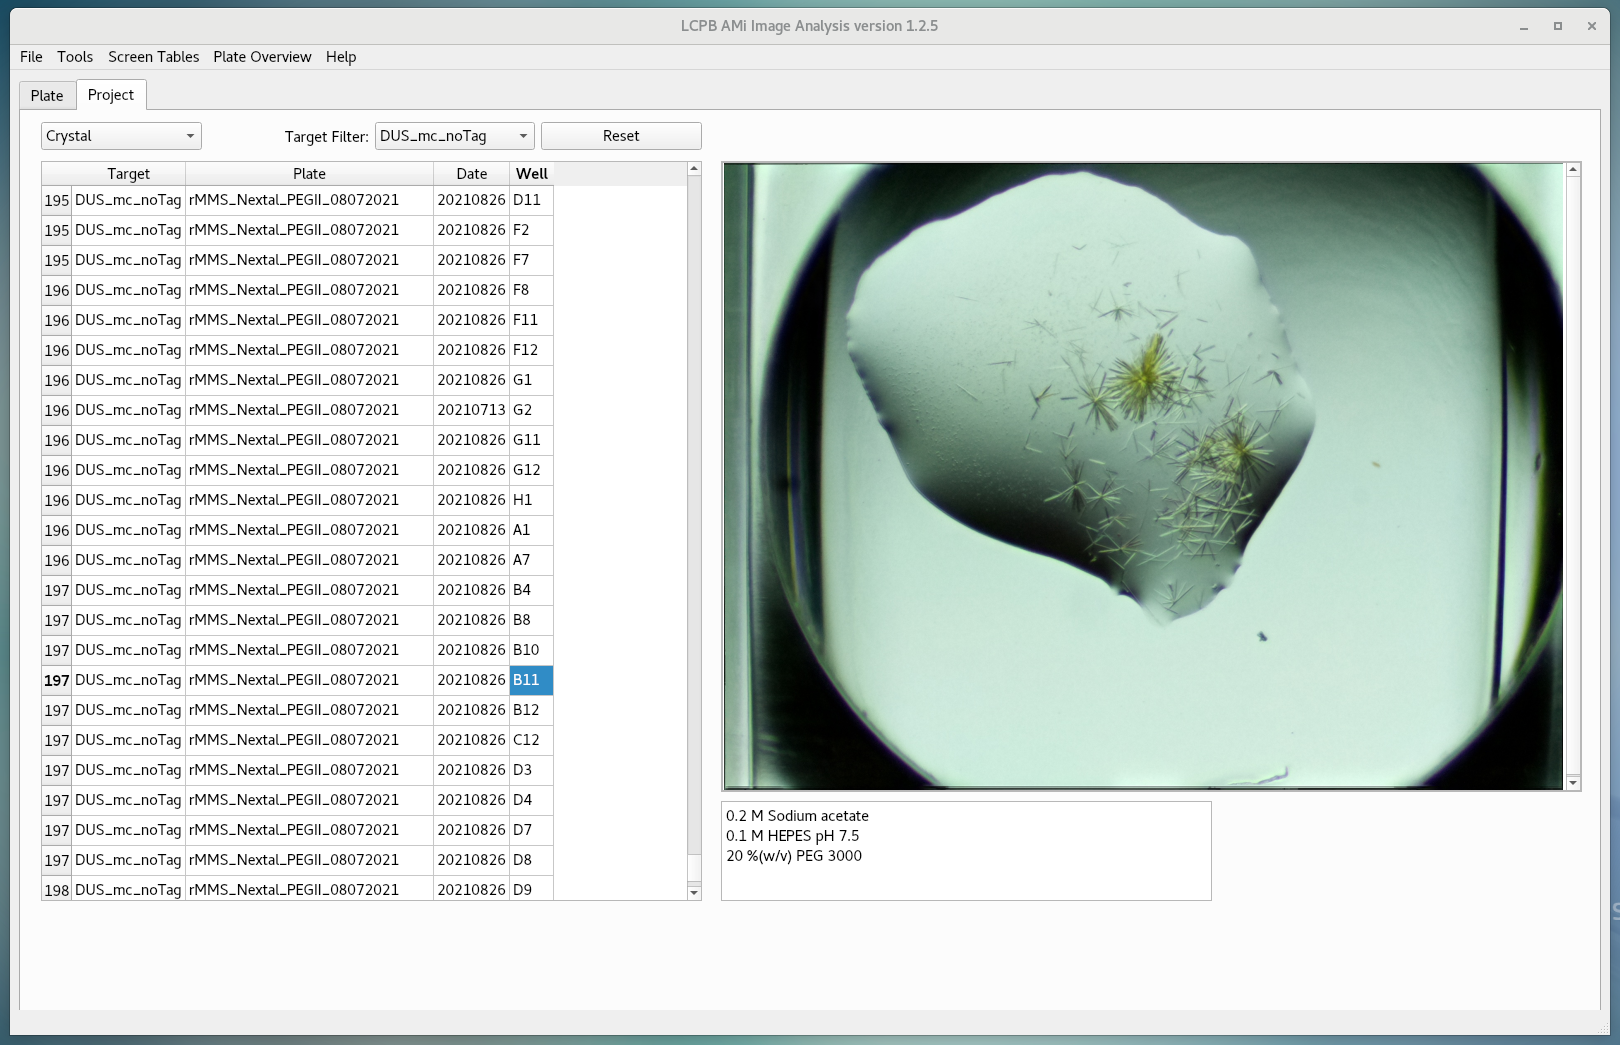 LCPB AMi Image Analysis version 1.2.5
File Tools Screen Tables Plate Overview Help
Plate Project
Crystal Target Filter: DUS_mc_noTag Reset
Target Plate Date Well
195 DUS_mc_noTag rMMS_Nextal_PEGII_08072021 20210826 D11
195 DUS_mc_noTag rMMS_Nextal_PEGII_08072021 20210826 F2
195 DUS_mc_noTag rMMS_Nextal_PEGII_08072021 20210826 F7
196 DUS_mc_noTag rMMS_Nextal_PEGII_08072021 20210826 F8
196 DUS_mc_noTag rMMS_Nextal_PEGII_08072021 20210826 F11
196 DUS_mc_noTag rMMS_Nextal_PEGII_08072021 20210826 F12
196 DUS_mc_noTag rMMS_Nextal_PEGII_08072021 20210826 G1
196 DUS_mc_noTag rMMS_Nextal_PEGII_08072021 20210713 G2
196 DUS_mc_noTag rMMS_Nextal_PEGII_08072021 20210826 G11
196 DUS_mc_noTag rMMS_Nextal_PEGII_08072021 20210826 G12
196 DUS_mc_noTag rMMS_Nextal_PEGII_08072021 20210826 H1
196 DUS_mc_noTag rMMS_Nextal_PEGII_08072021 20210826 A1
196 DUS_mc_noTag rMMS_Nextal_PEGII_08072021 20210826 A7
197 DUS_mc_noTag rMMS_Nextal_PEGII_08072021 20210826 B4
197 DUS_mc_noTag rMMS_Nextal_PEGII_08072021 20210826 B8
197 DUS_mc_noTag rMMS_Nextal_PEGII_08072021 20210826 B10
197 DUS_mc_noTag rMMS_Nextal_PEGII_08072021 20210826 B11
197 DUS_mc_noTag rMMS_Nextal_PEGII_08072021 20210826 B12
197 DUS_mc_noTag rMMS_Nextal_PEGII_08072021 20210826 C12
197 DUS_mc_noTag rMMS_Nextal_PEGII_08072021 20210826 D3
197 DUS_mc_noTag rMMS_Nextal_PEGII_08072021 20210826 D4
197 DUS_mc_noTag rMMS_Nextal_PEGII_08072021 20210826 D7
197 DUS_mc_noTag rMMS_Nextal_PEGII_08072021 20210826 D8
198 DUS_mc_noTag rMMS_Nextal_PEGII_08072021 20210826 D9
0.2 M Sodium acetate
0.1 M HEPES pH 7.5
20 %(w/v) PEG 3000